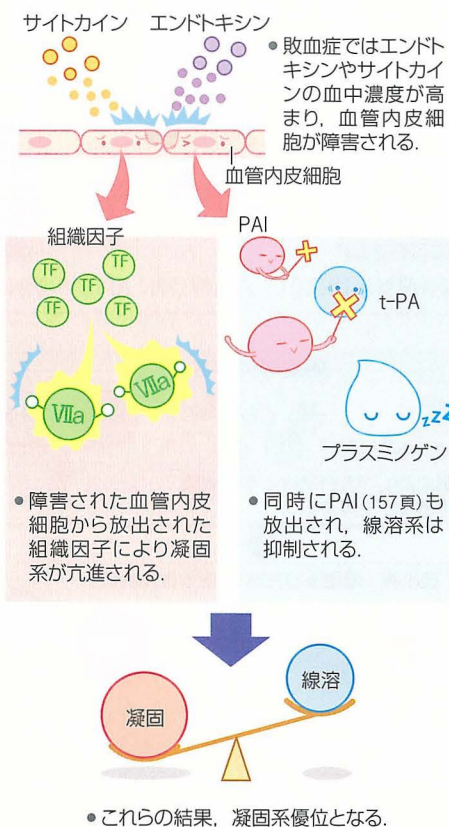 サイトカイン
エンドトキシン
●敗血症ではエンドト
キシンやサイトカイ
ンの血中濃度が高
まり，血管内皮細
胞が障害される．
血管内皮細胞
組織因子
TF
TF
TF
TF
TF
Ⅶa
Ⅶa
●障害された血管内皮
細胞から放出された
組織因子により凝固
系が亢進される．
PAI
t-PA
zzz
プラスミノゲン
●同時にPAI(157頁)も
放出され，線溶系は
抑制される．
凝固
線溶
●これらの結果，凝固系優位となる．